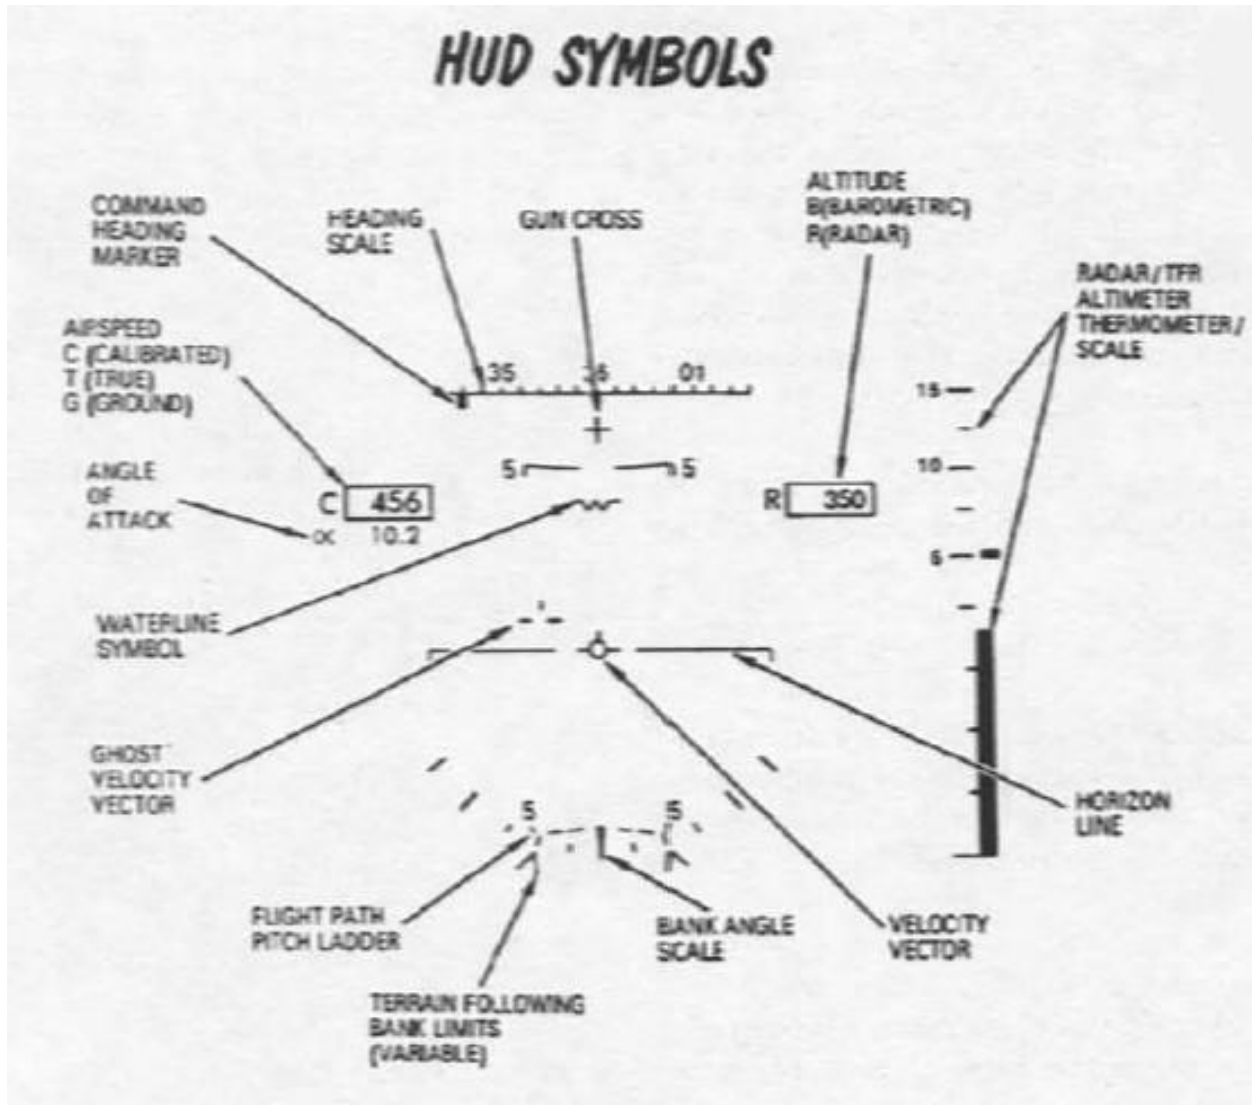 HUD SYMBOLS
COMMAND
HEADING
MARKER
HEADING
SCALE
GUN CROSS
ALTITUDE
B(BAROMETRIC)
R(RADAR)
RADAR/TFR
ALTIMETER
THERMOMETER/
SCALE
AIRSPEED
C (CALIBRATED)
T (TRUE)
G (GROUND)
35 36 01
15
10
5
5 5
ANGLE
OF
ATTACK
C 456
∝ 10.2
R 350
WATERLINE
SYMBOL
GHOST
VELOCITY
VECTOR
HORIZON
LINE
5 5
FLIGHT PATH
PITCH LADDER
BANK ANGLE
SCALE
VELOCITY
VECTOR
TERRAIN FOLLOWING
BANK LIMITS
(VARIABLE)